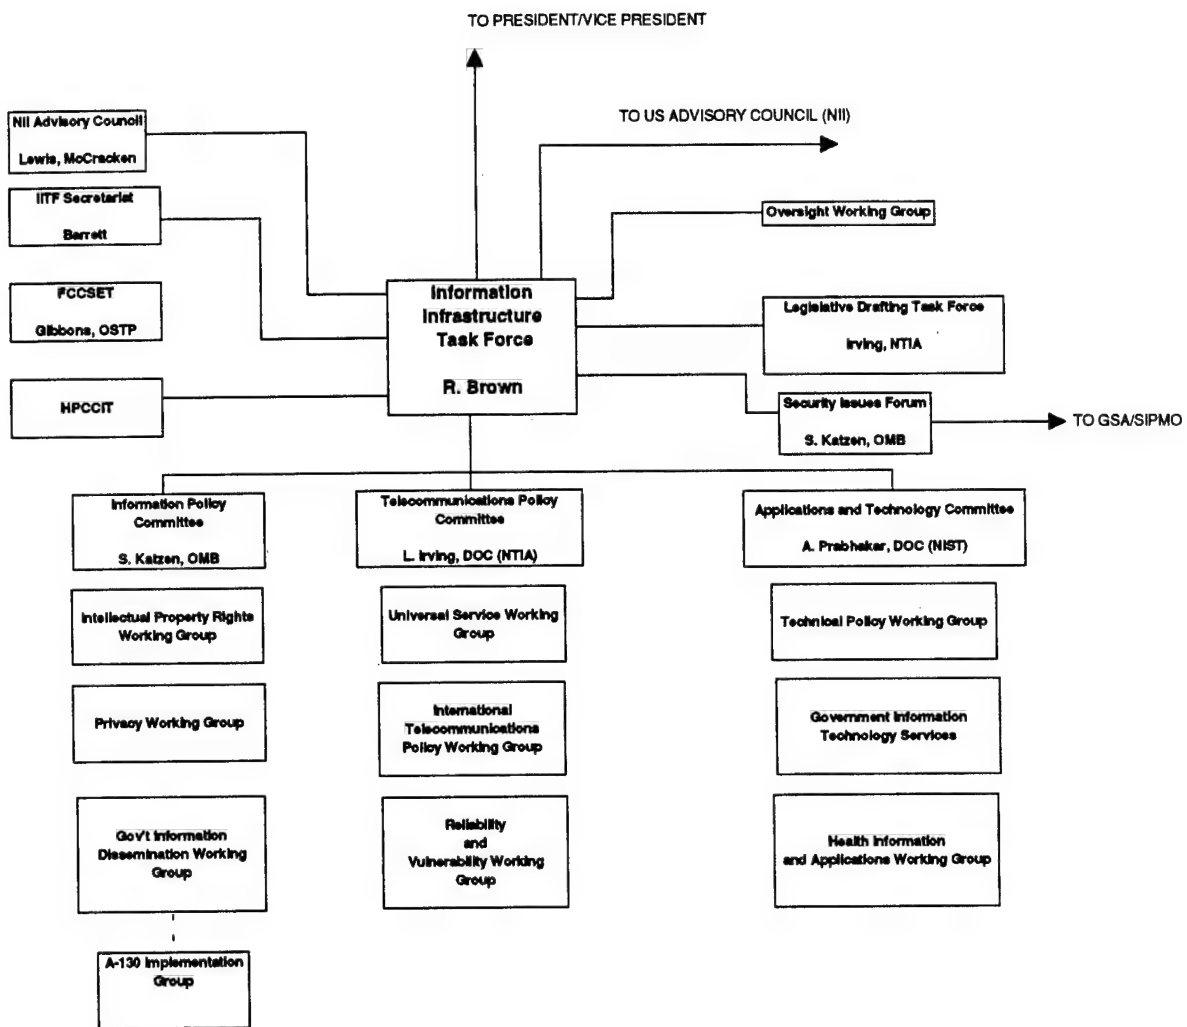 TO PRESIDENT/VICE PRESIDENT
TO US ADVISORY COUNCIL (NII)
NII Advisory Council
Lewis, McCracken
IITF Secretariat
Barrett
FCCSET
Gibbons, OSTP
HPCCIT
Information
Infrastructure
Task Force
R. Brown
Oversight Working Group
Legislative Drafting Task Force
Irving, NTIA
Security Issues Forum
S. Katzen, OMB
TO GSA/SIPMO
Information Policy
Committee
S. Katzen, OMB
Intellectual Property Rights
Working Group
Privacy Working Group
Gov't Information
Dissemination Working
Group
A-130 Implementation
Group
Telecommunications Policy
Committee
L. Irving, DOC (NTIA)
Universal Service Working
Group
International
Telecommunications
Policy Working Group
Reliability
and
Vulnerability Working
Group
Applications and Technology Committee
A. Prabhakar, DOC (NIST)
Technical Policy Working Group
Government Information
Technology Services
Health Information
and Applications Working Group